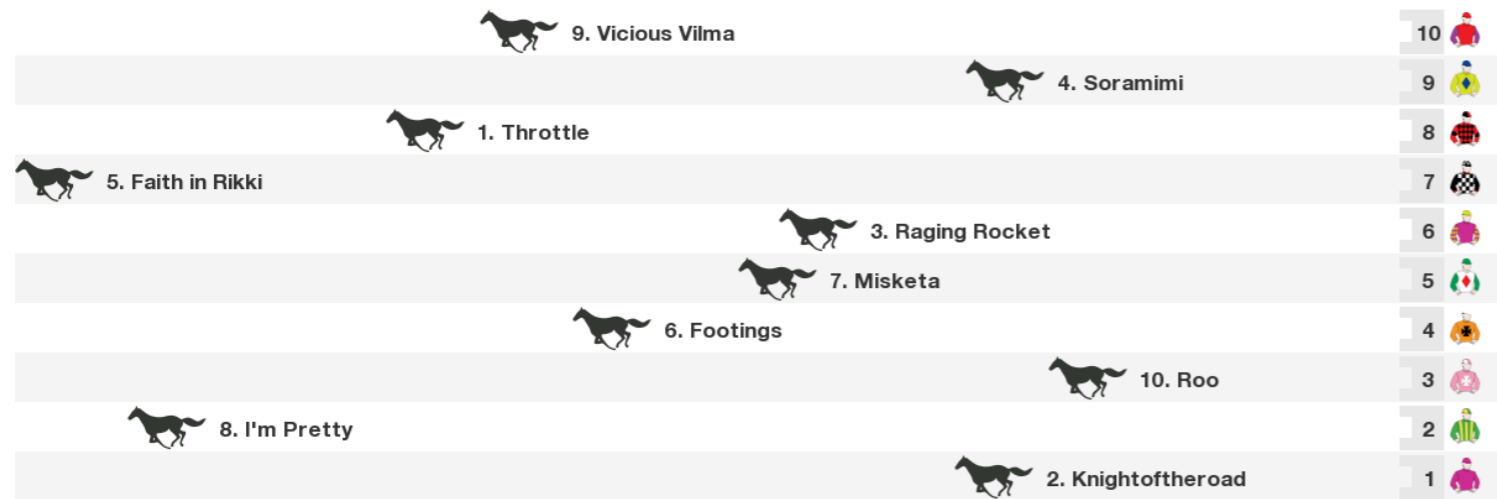 9. Vicious Vilma 10
4. Soramimi 9
1. Throttle 8
5. Faith in Rikki 7
3. Raging Rocket 6
7. Misketa 5
6. Footings 4
10. Roo 3
8. I'm Pretty 2
2. Knightoftheroad 1